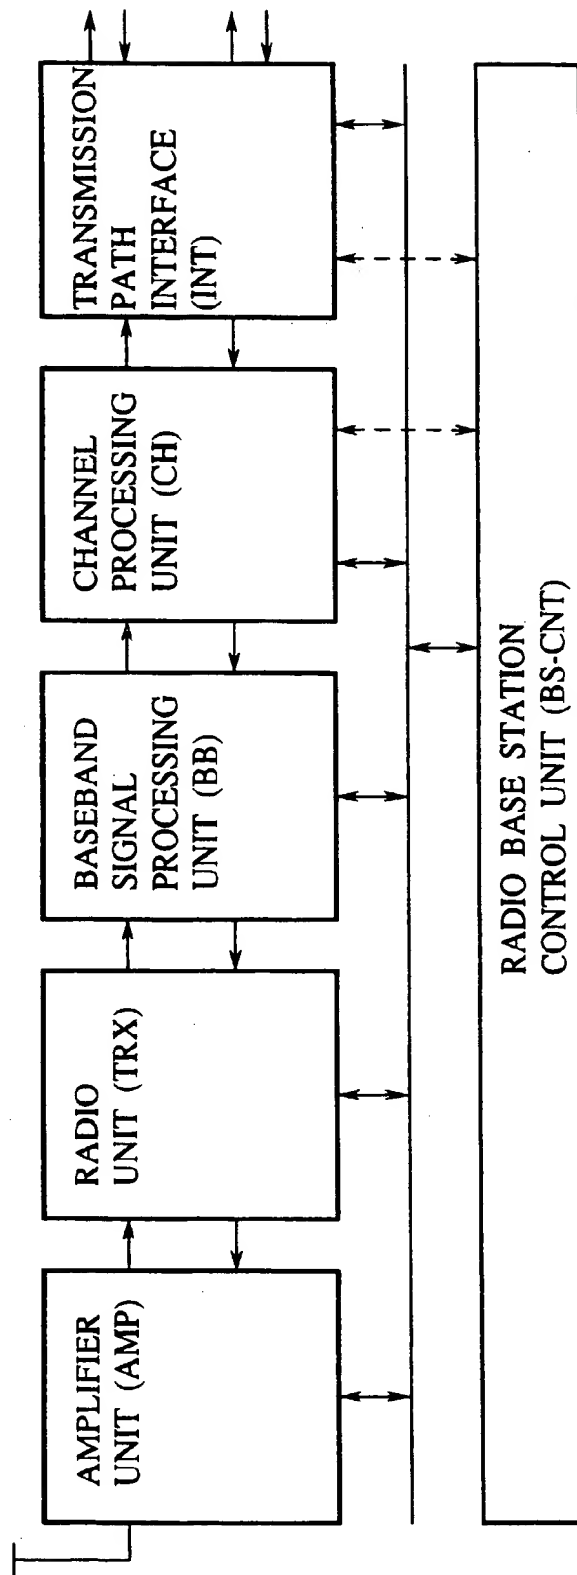 AMPLIFIER
UNIT (AMP)
RADIO
UNIT (TRX)
BASEBAND
SIGNAL
PROCESSING
UNIT (BB)
CHANNEL
PROCESSING
UNIT (CH)
TRANSMISSION
PATH
INTERFACE
(INT)
RADIO BASE STATION
CONTROL UNIT (BS-CNT)